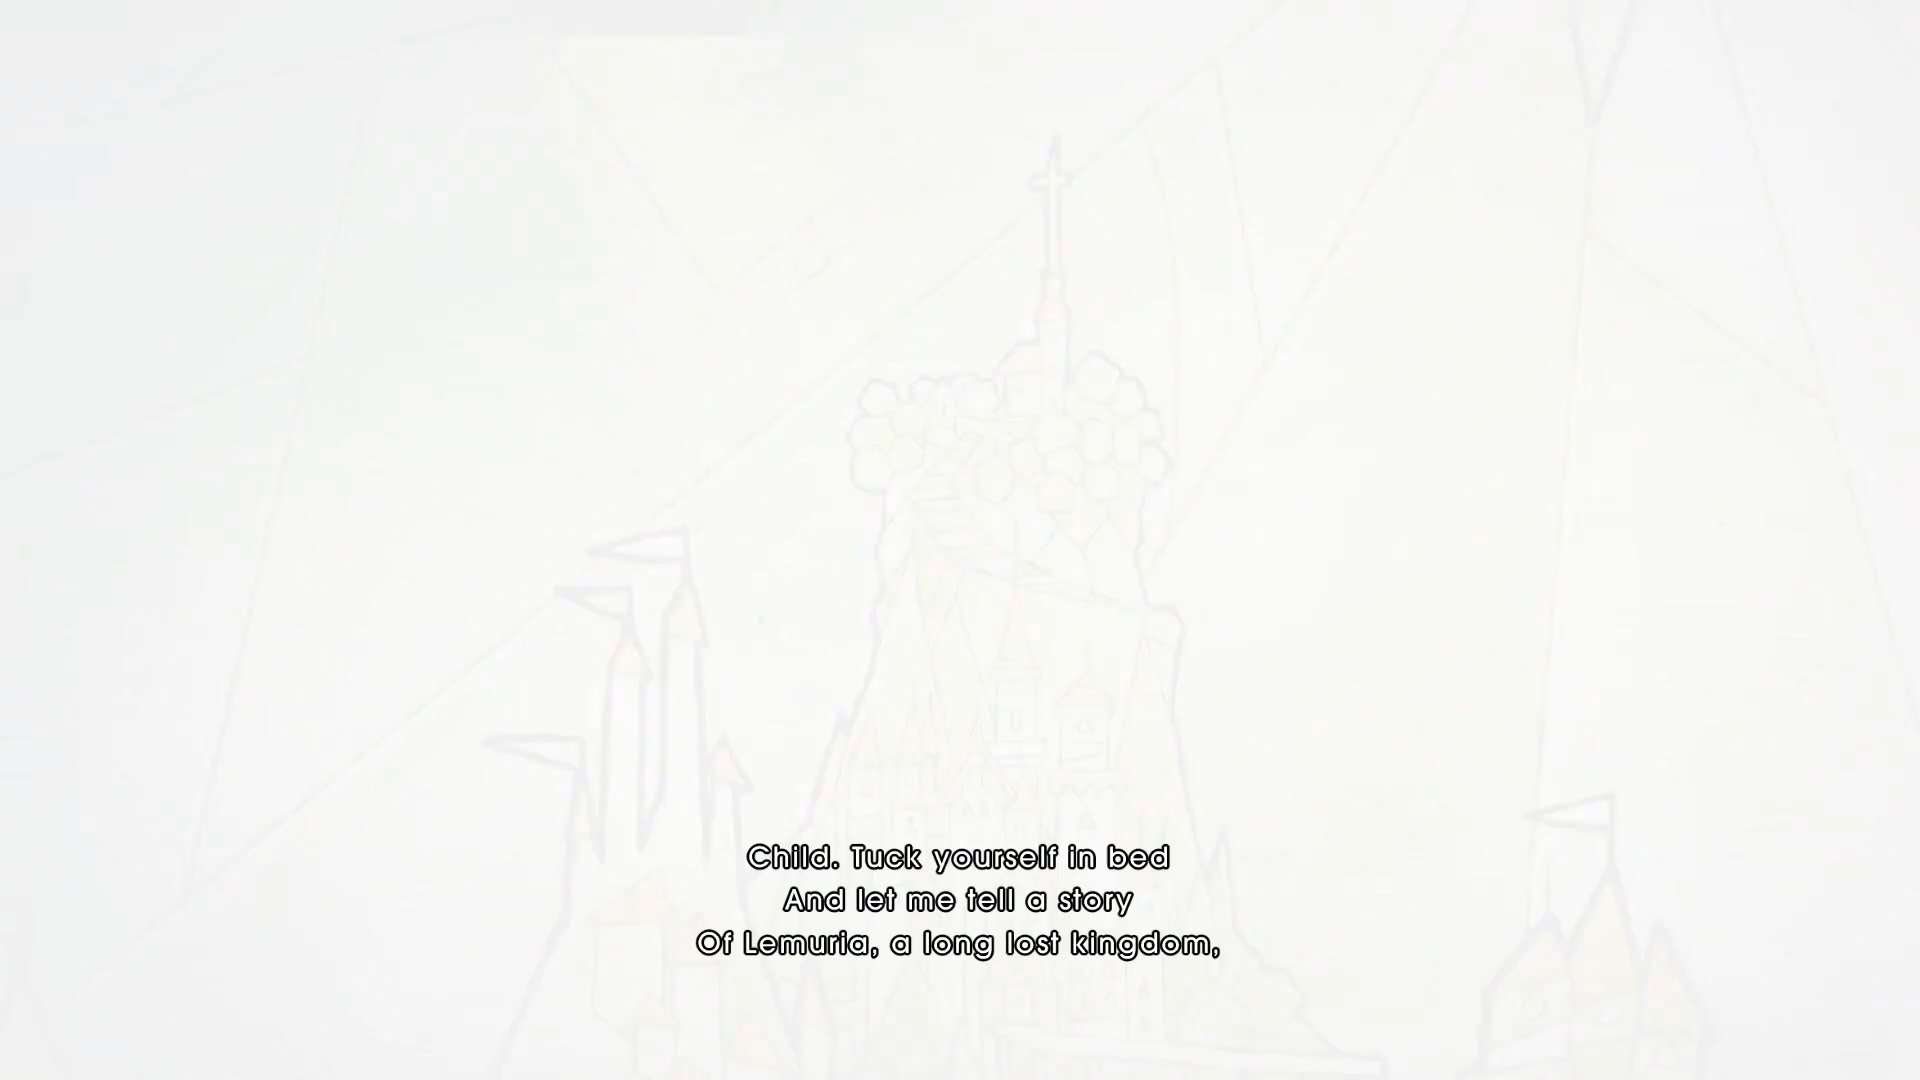 Child. Tuck yourself in bed
And let me tell a story
Of Lemuria, a long lost kingdom,